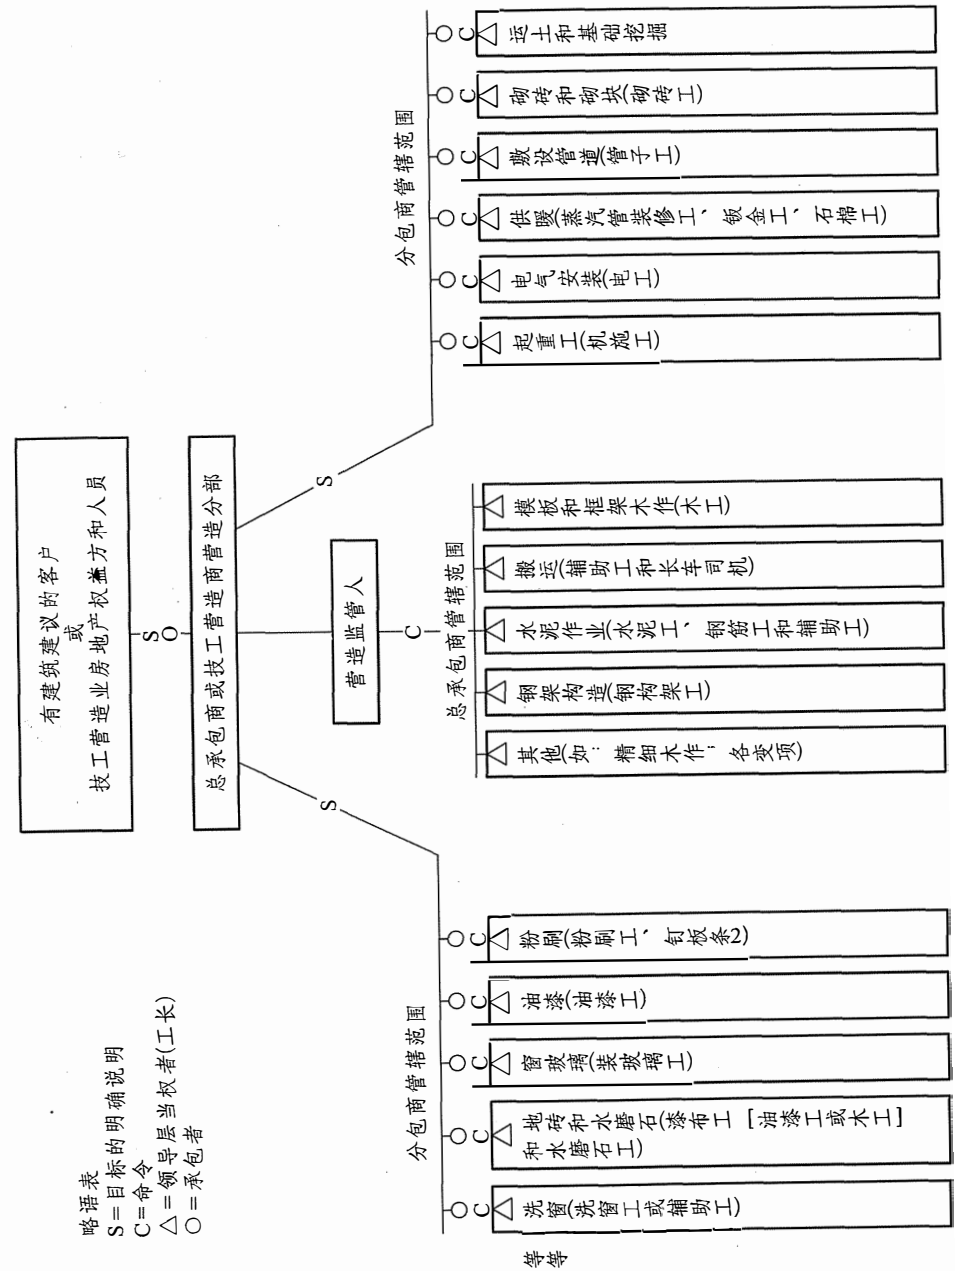 有建筑建议的客户
或
技工营造业房地产权益方和人员
S
O
总承包商或技工营造商营造分部
S
S
营造监管人
C
略语表
S=目标的明确说明
C=命令
△=领导层当权者(工长)
○=承包者
分包商管辖范围
O O O O O
C C C C C
洗窗(洗窗工或辅助工)
地砖和水磨石(漆布工[油漆工或木工]
和水磨石工)
窗玻璃(装玻璃工)
油漆(油漆工)
粉刷(粉刷工、钉板条2)
等等
总承包商管辖范围
其他(如：精细木作；各变项)
钢架构造(钢构架工)
水泥作业(水泥工、钢筋工和辅助工)
搬运(辅助工和长车司机)
模板和框架木作(木工)
分包商管辖范围
O O O O O O
C C C C C C
起重工(机施工)
电气安装(电工)
供暖(蒸汽管装修工、钣金工、石棉工)
敷设管道(管子工)
砌砖和砌块(砌砖工)
运土和基础挖掘